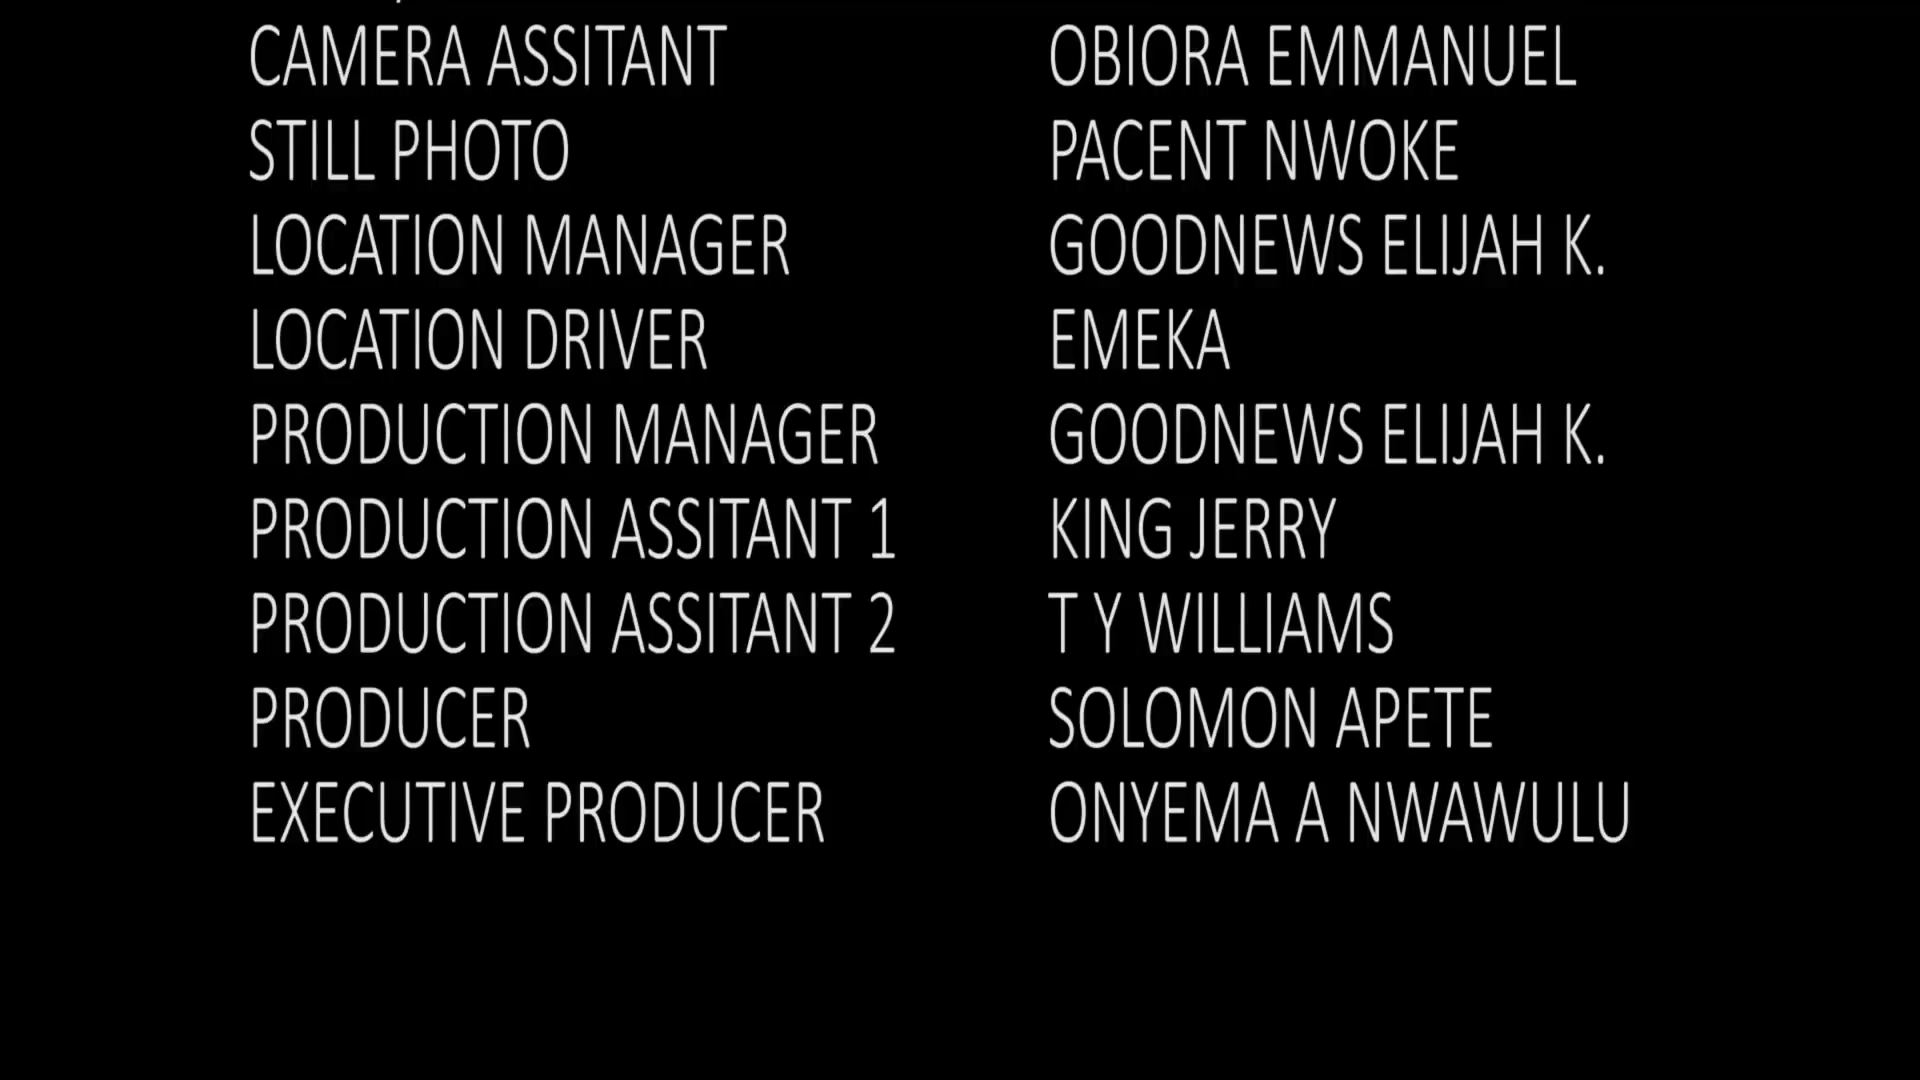 CAMERA ASSITANT OBIORA EMMANUEL
STILL PHOTO PACENT NWOKE
LOCATION MANAGER GOODNEWS ELIJAH K.
LOCATION DRIVER EMEKA
PRODUCTION MANAGER GOODNEWS ELIJAH K.
PRODUCTION ASSITANT 1 KING JERRY
PRODUCTION ASSITANT 2 T Y WILLIAMS
PRODUCER SOLOMON APETE
EXECUTIVE PRODUCER ONYEMA A NWAWULU